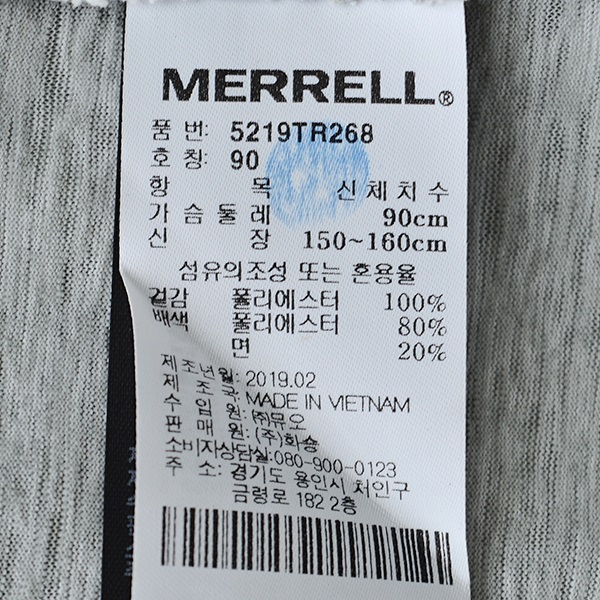 MERRELL®
품 번: 5219TR268
호 칭: 90
항 목 신체치수
가슴둘레 90cm
신 장 150~160cm
섬유의조성 또는 혼용율
겉감 폴리에스터 100%
배색 폴리에스터 80%
면 20%
제조년월: 2019.02
제 조 국: MADE IN VIETNAM
수 입 원: ㈜뮤오
판 매 원: (주)화승
소비자상담실:080-900-0123
주 소: 경기도 용인시 처인구
금령로 182 2층